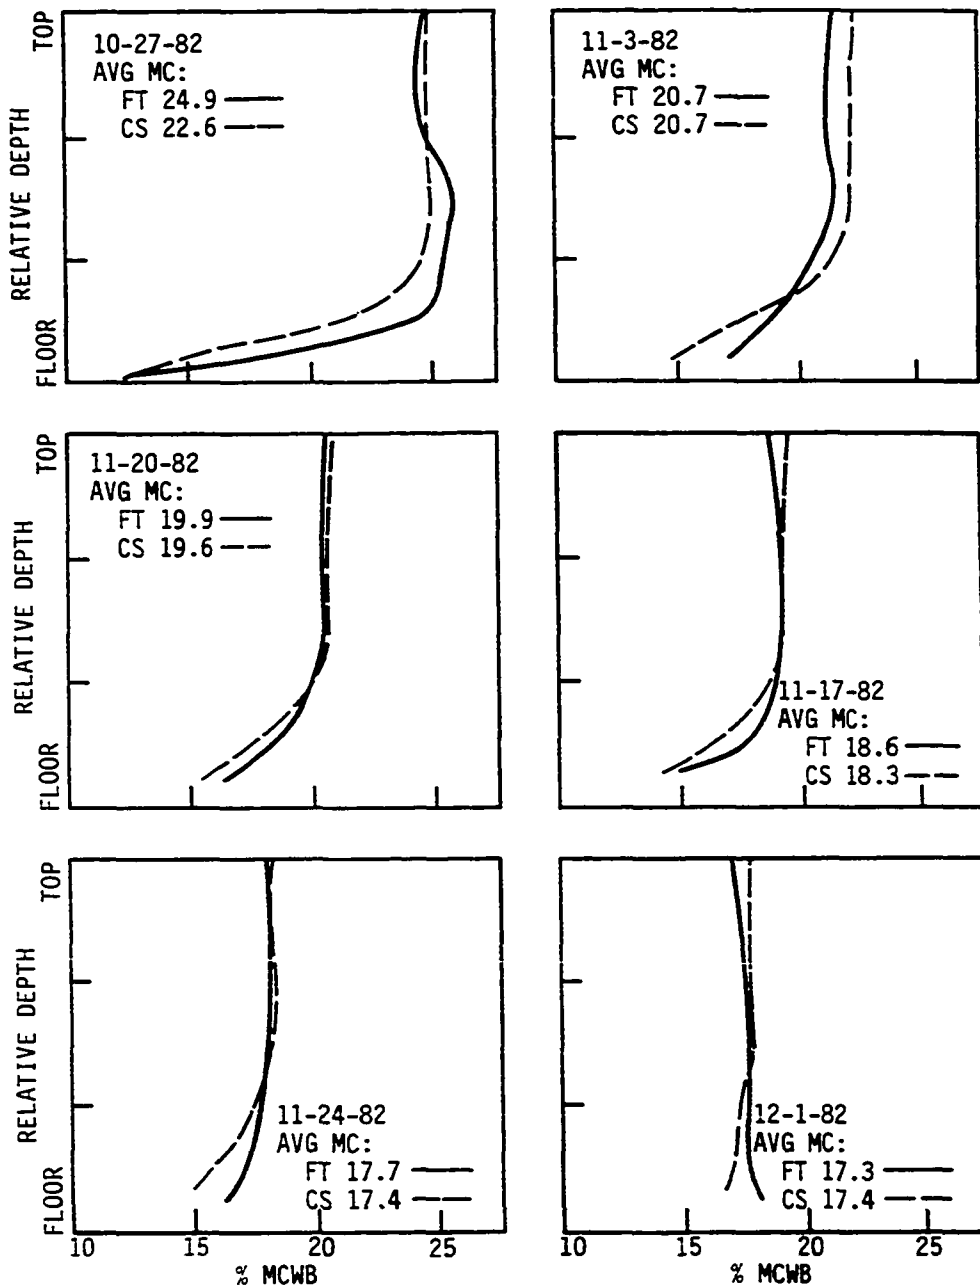 TOP
RELATIVE DEPTH
FLOOR
10-27-82
AVG MC:
FT 24.9
CS 22.6
11-3-82
AVG MC:
FT 20.7
CS 20.7
TOP
RELATIVE DEPTH
FLOOR
11-20-82
AVG MC:
FT 19.9
CS 19.6
11-17-82
AVG MC:
FT 18.6
CS 18.3
TOP
RELATIVE DEPTH
FLOOR
11-24-82
AVG MC:
FT 17.7
CS 17.4
12-1-82
AVG MC:
FT 17.3
CS 17.4
10 15 20 25
% MCWB
10 15 20 25
% MCWB